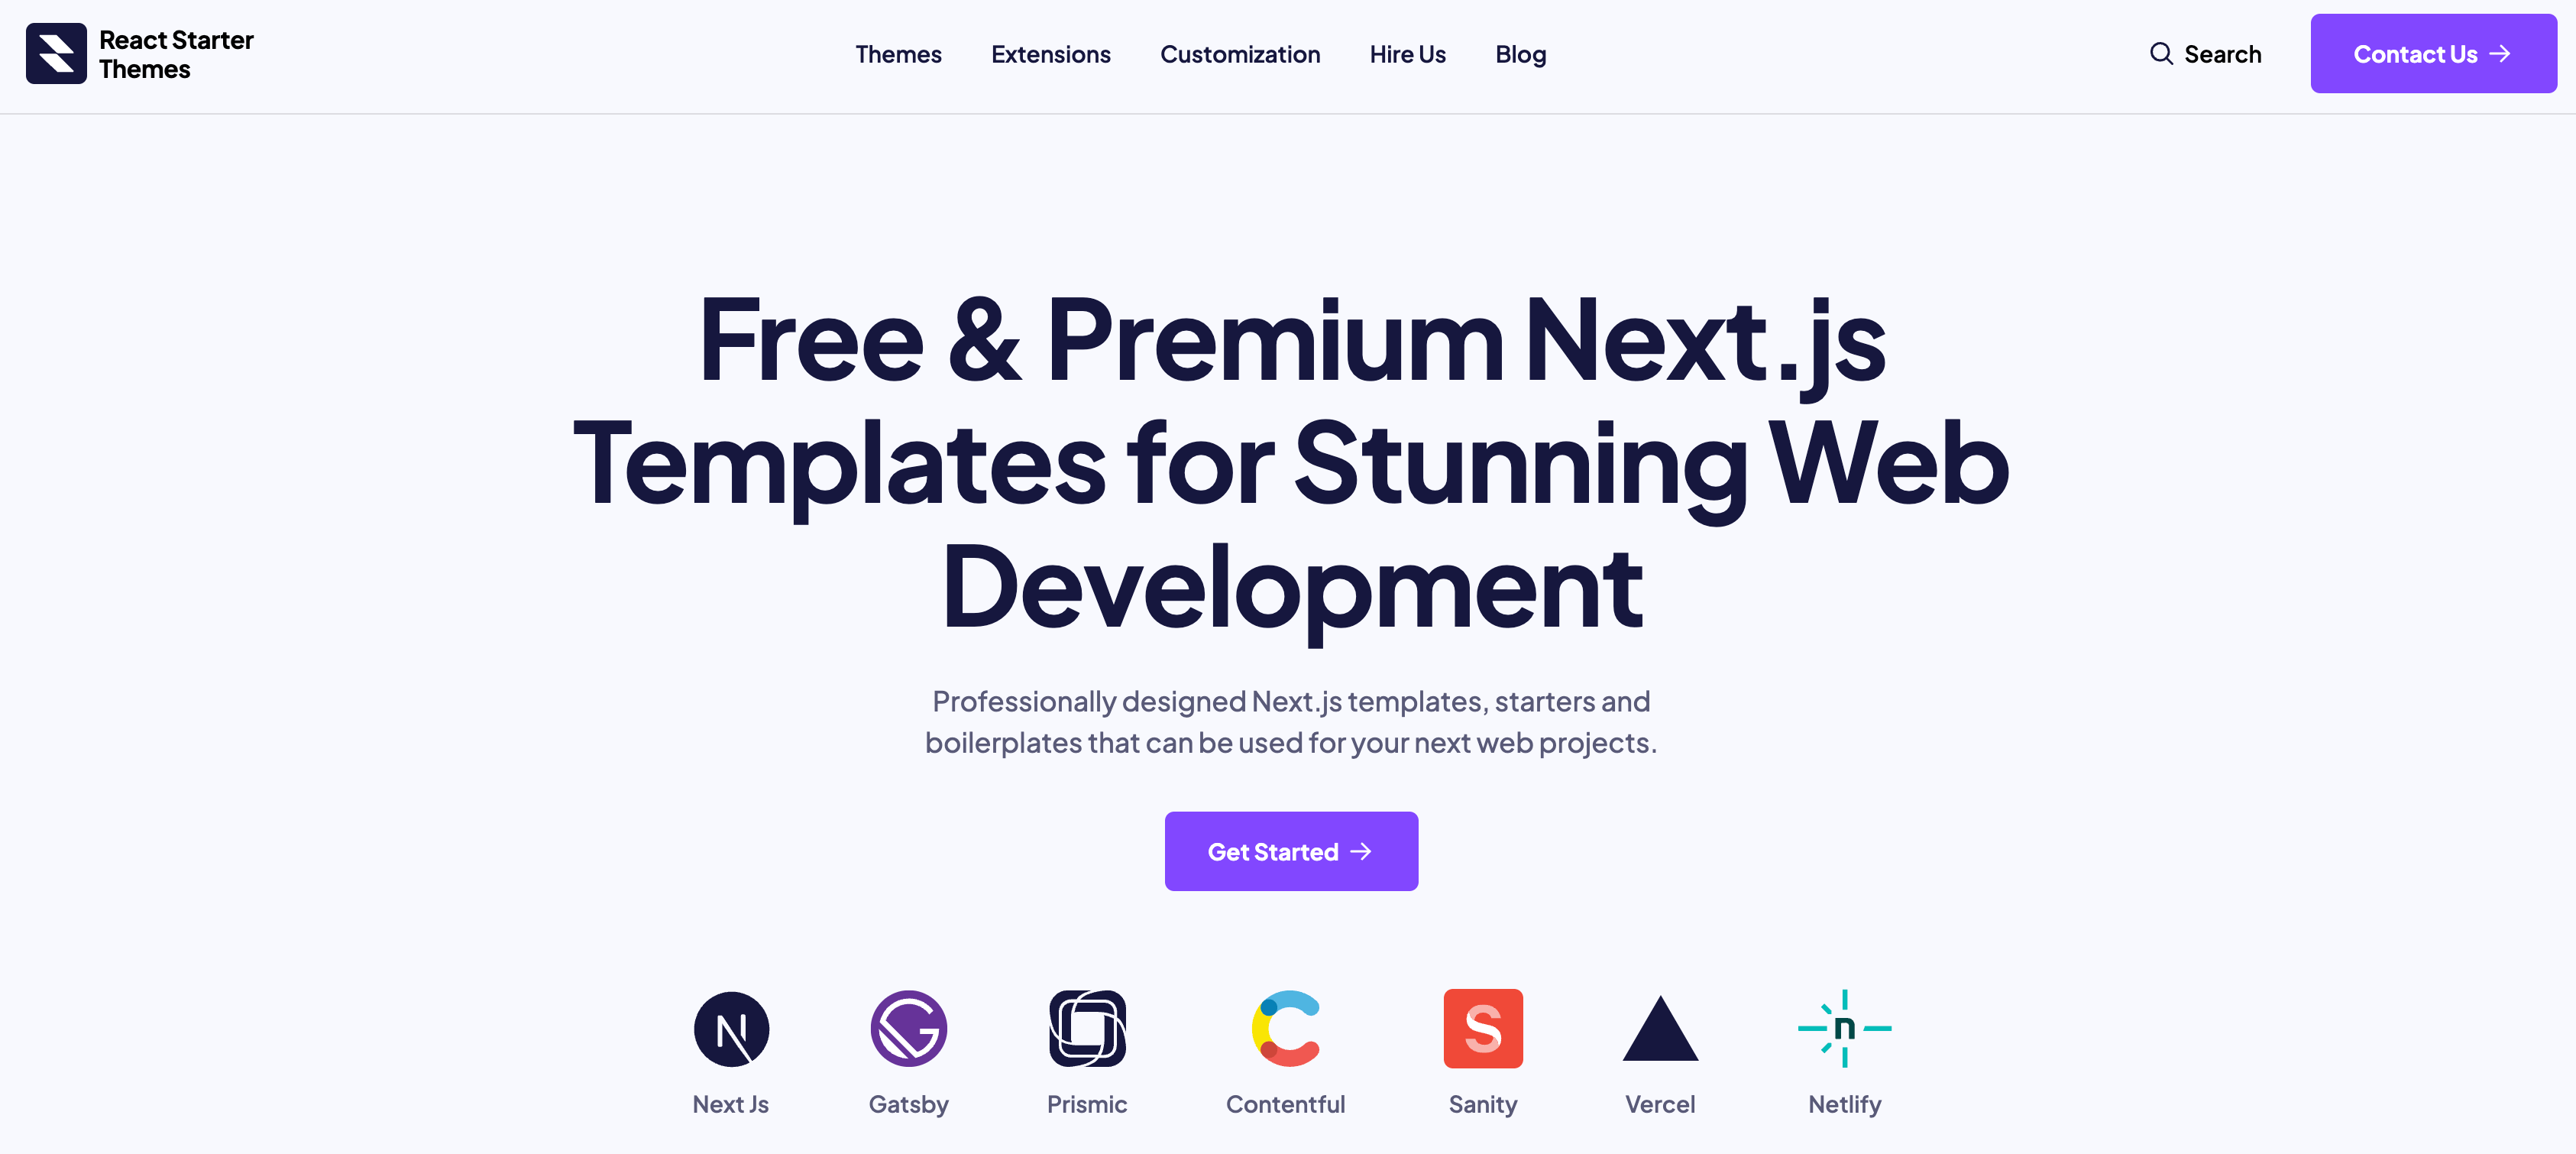 React Starter
Themes
Themes
Extensions
Customization
Hire Us
Blog
Search
Contact Us
Free & Premium Next.js
Templates for Stunning Web
Development
Professionally designed Next.js templates, starters and
boilerplates that can be used for your next web projects.
Get Started
Next Js
Gatsby
Prismic
Contentful
Sanity
Vercel
Netlify